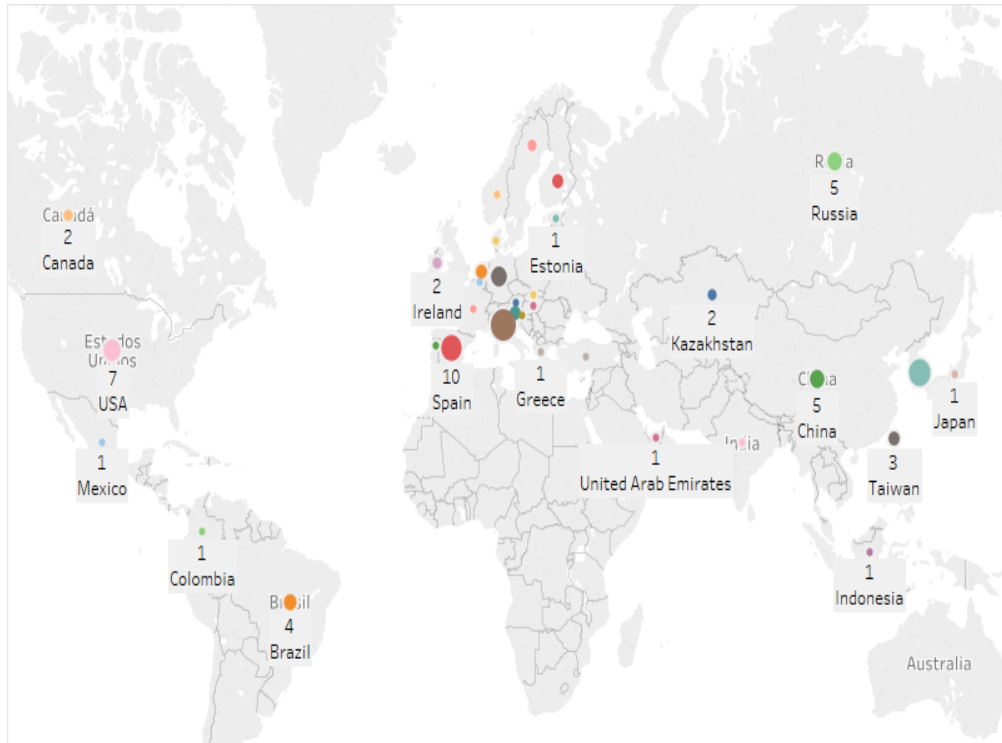 Canadá
2
Canada
Estados
Unidos
7
USA
1
Mexico
1
Colombia
Brasil
4
Brazil
2
Ireland
1
Estonia
10
Spain
1
Greece
1
United Arab Emirates
2
Kazakhstan
Rusia
5
Russia
China
5
China
India
1
Japan
3
Taiwan
1
Indonesia
Australia